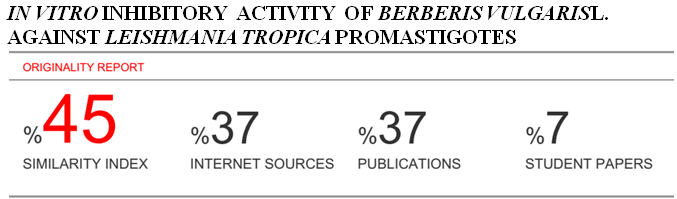 IN VITRO INHIBITORY ACTIVITY OF BERBERIS VULGARISL.
AGAINST LEISHMANIA TROPICA PROMASTIGOTES
ORIGINALITY REPORT
%45 %37 %37 %7
SIMILARITY INDEX INTERNET SOURCES PUBLICATIONS STUDENT PAPERS